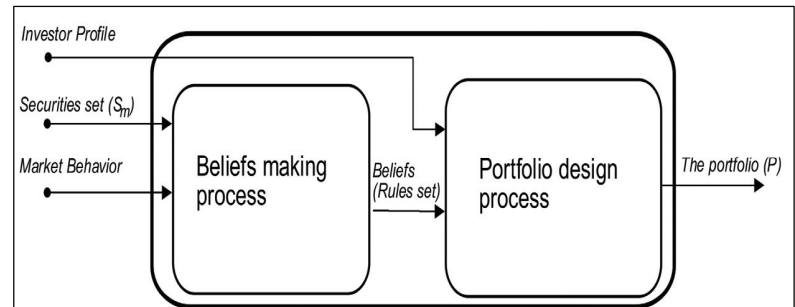 Investor Profile
Securities set (Sm)
Market Behavior
Beliefs making
process
Beliefs
(Rules set)
Portfolio design
process
The portfolio (P)